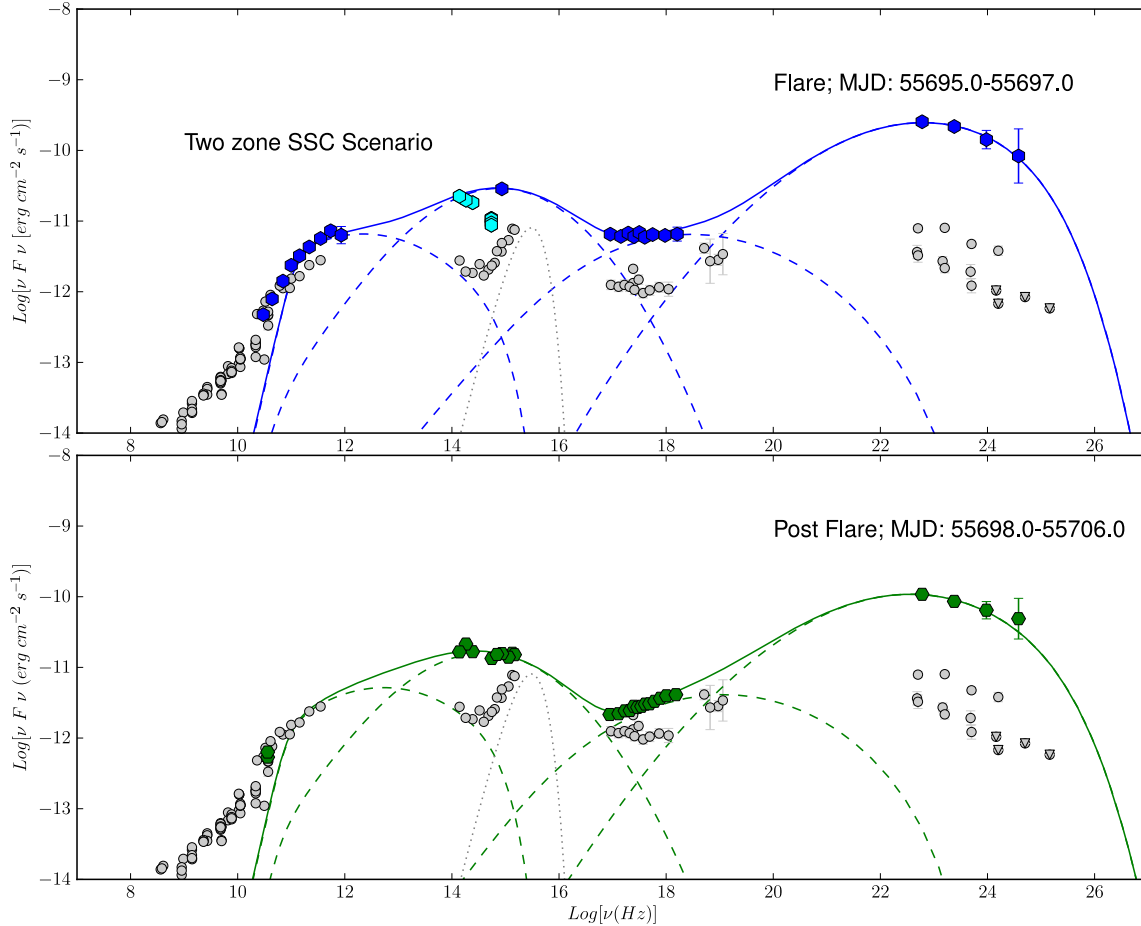 −8
−9
−10
−11
−12
−13
−14
Log[ν F ν [erg cm−2 s−1)]
Flare; MJD: 55695.0-55697.0
Two zone SSC Scenario
8 10 12 14 16 18 20 22 24 26
−8
−9
−10
−11
−12
−13
−14
Log[ν F ν (erg cm−2 s−1)]
Post Flare; MJD: 55698.0-55706.0
8 10 12 14 16 18 20 22 24 26
Log[ν(Hz)]